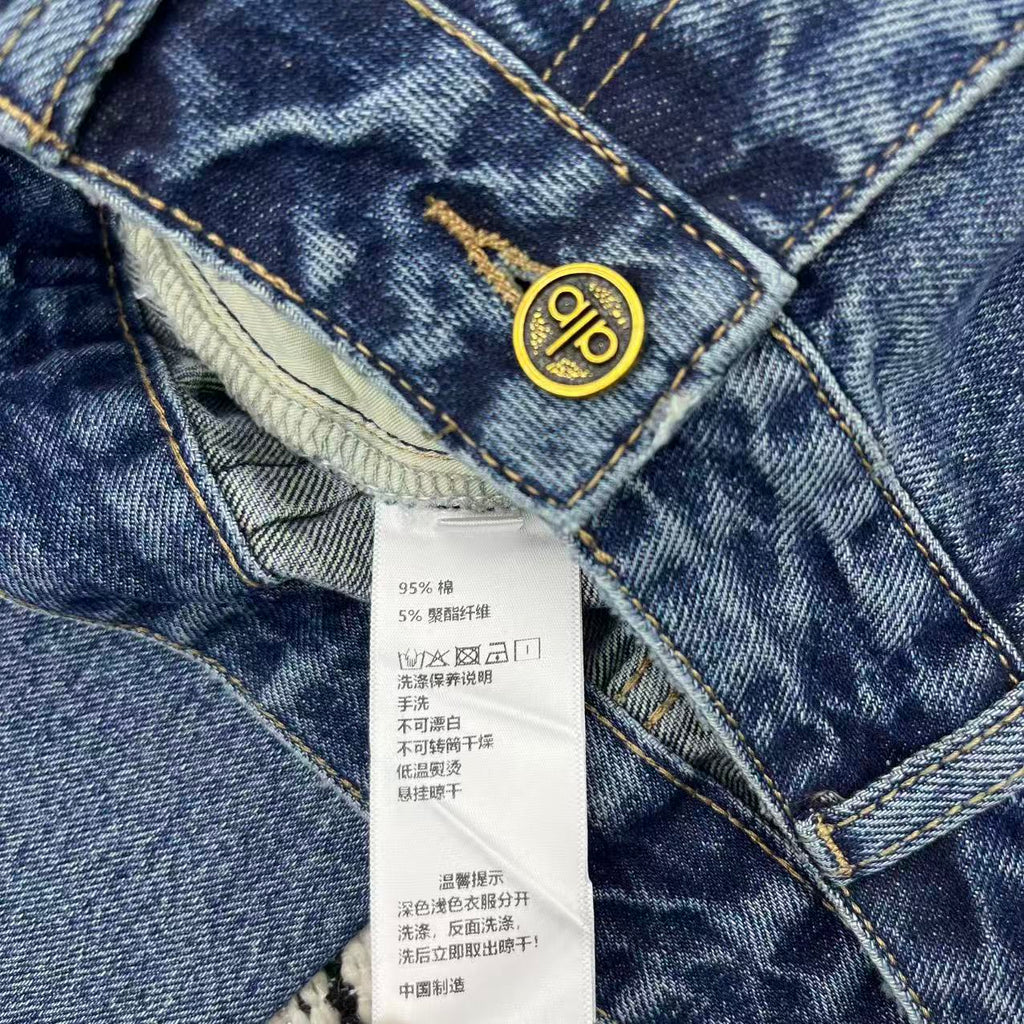 alp
95% 棉
5% 聚酯纤维
洗涤保养说明
手洗
不可漂白
不可转筒干燥
低温熨烫
悬挂晾干
温馨提示
深色浅色衣服分开
洗涤，反面洗涤，
洗后立即取出晾干！
中国制造